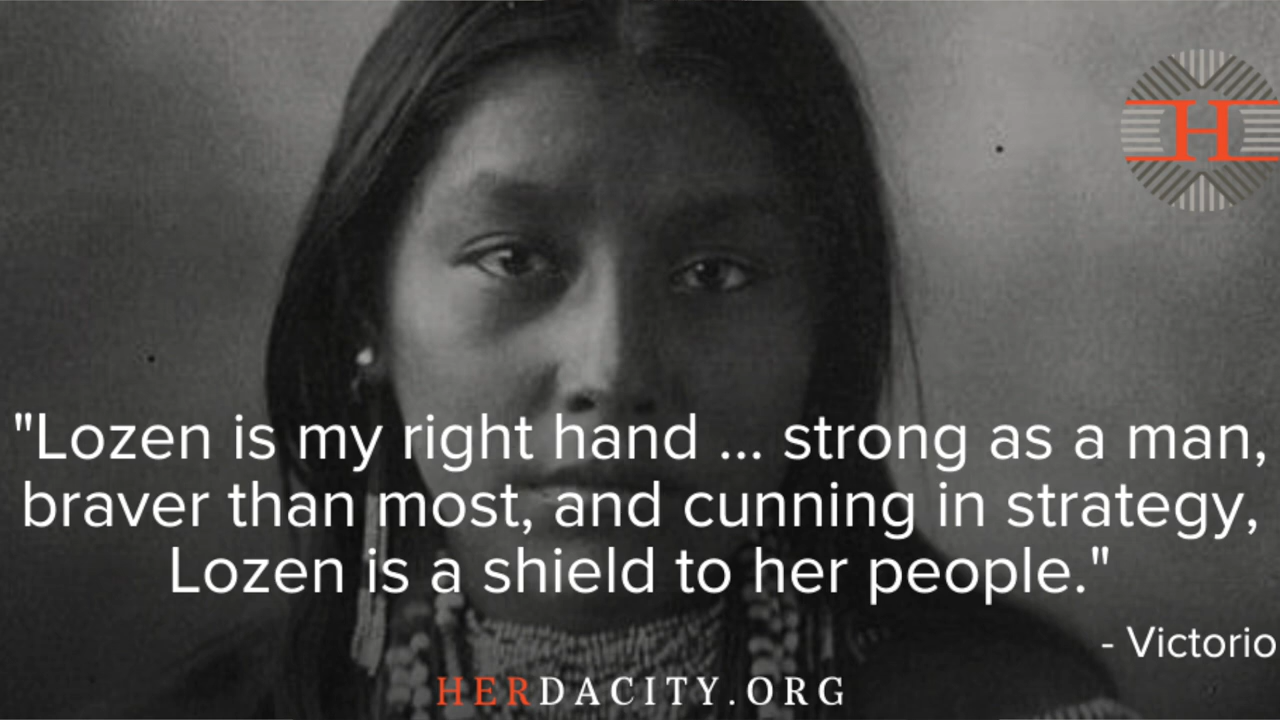 H
"Lozen is my right hand ... strong as a man,
braver than most, and cunning in strategy,
Lozen is a shield to her people."
- Victorio
HERDACITY.ORG